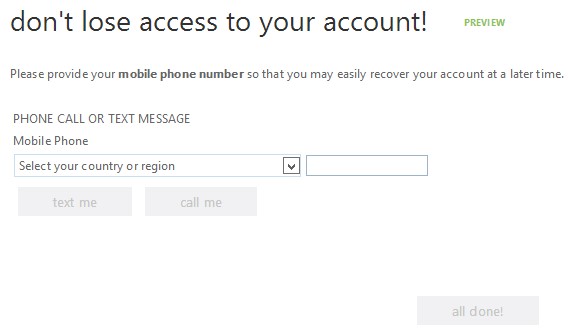 don't lose access to your account! PREVIEW
Please provide your mobile phone number so that you may easily recover your account at a later time.
PHONE CALL OR TEXT MESSAGE
Mobile Phone
Select your country or region
text me call me
all done!